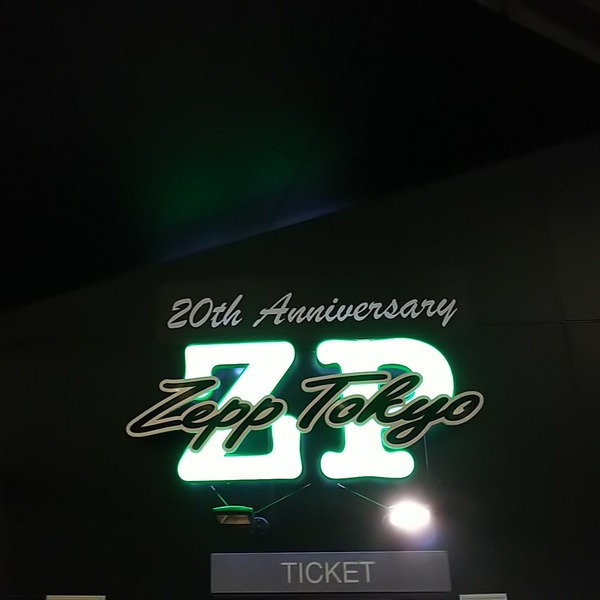 20th Anniversary
ZP
Zepp Tokyo
TICKET